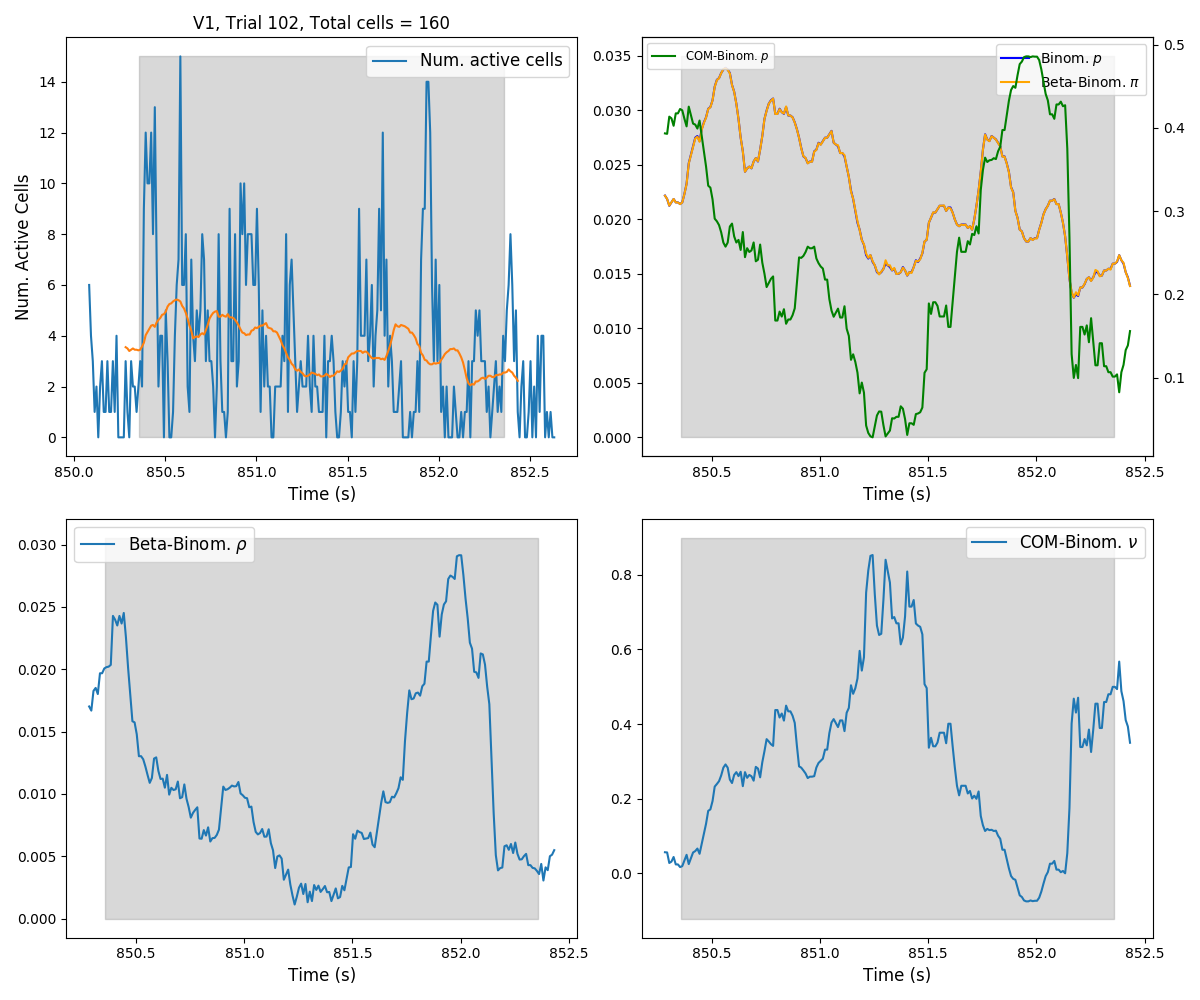 V1, Trial 102, Total cells = 160
Num. active cells
Num. Active Cells
14
12
10
8
6
4
2
0
850.0 850.5 851.0 851.5 852.0 852.5
Time (s)
COM-Binom. p
Binom. p
Beta-Binom. π
0.035
0.030
0.025
0.020
0.015
0.010
0.005
0.000
0.5
0.4
0.3
0.2
0.1
850.5 851.0 851.5 852.0 852.5
Time (s)
Beta-Binom. ρ
0.030
0.025
0.020
0.015
0.010
0.005
0.000
850.5 851.0 851.5 852.0 852.5
Time (s)
COM-Binom. ν
0.8
0.6
0.4
0.2
0.0
850.5 851.0 851.5 852.0 852.5
Time (s)